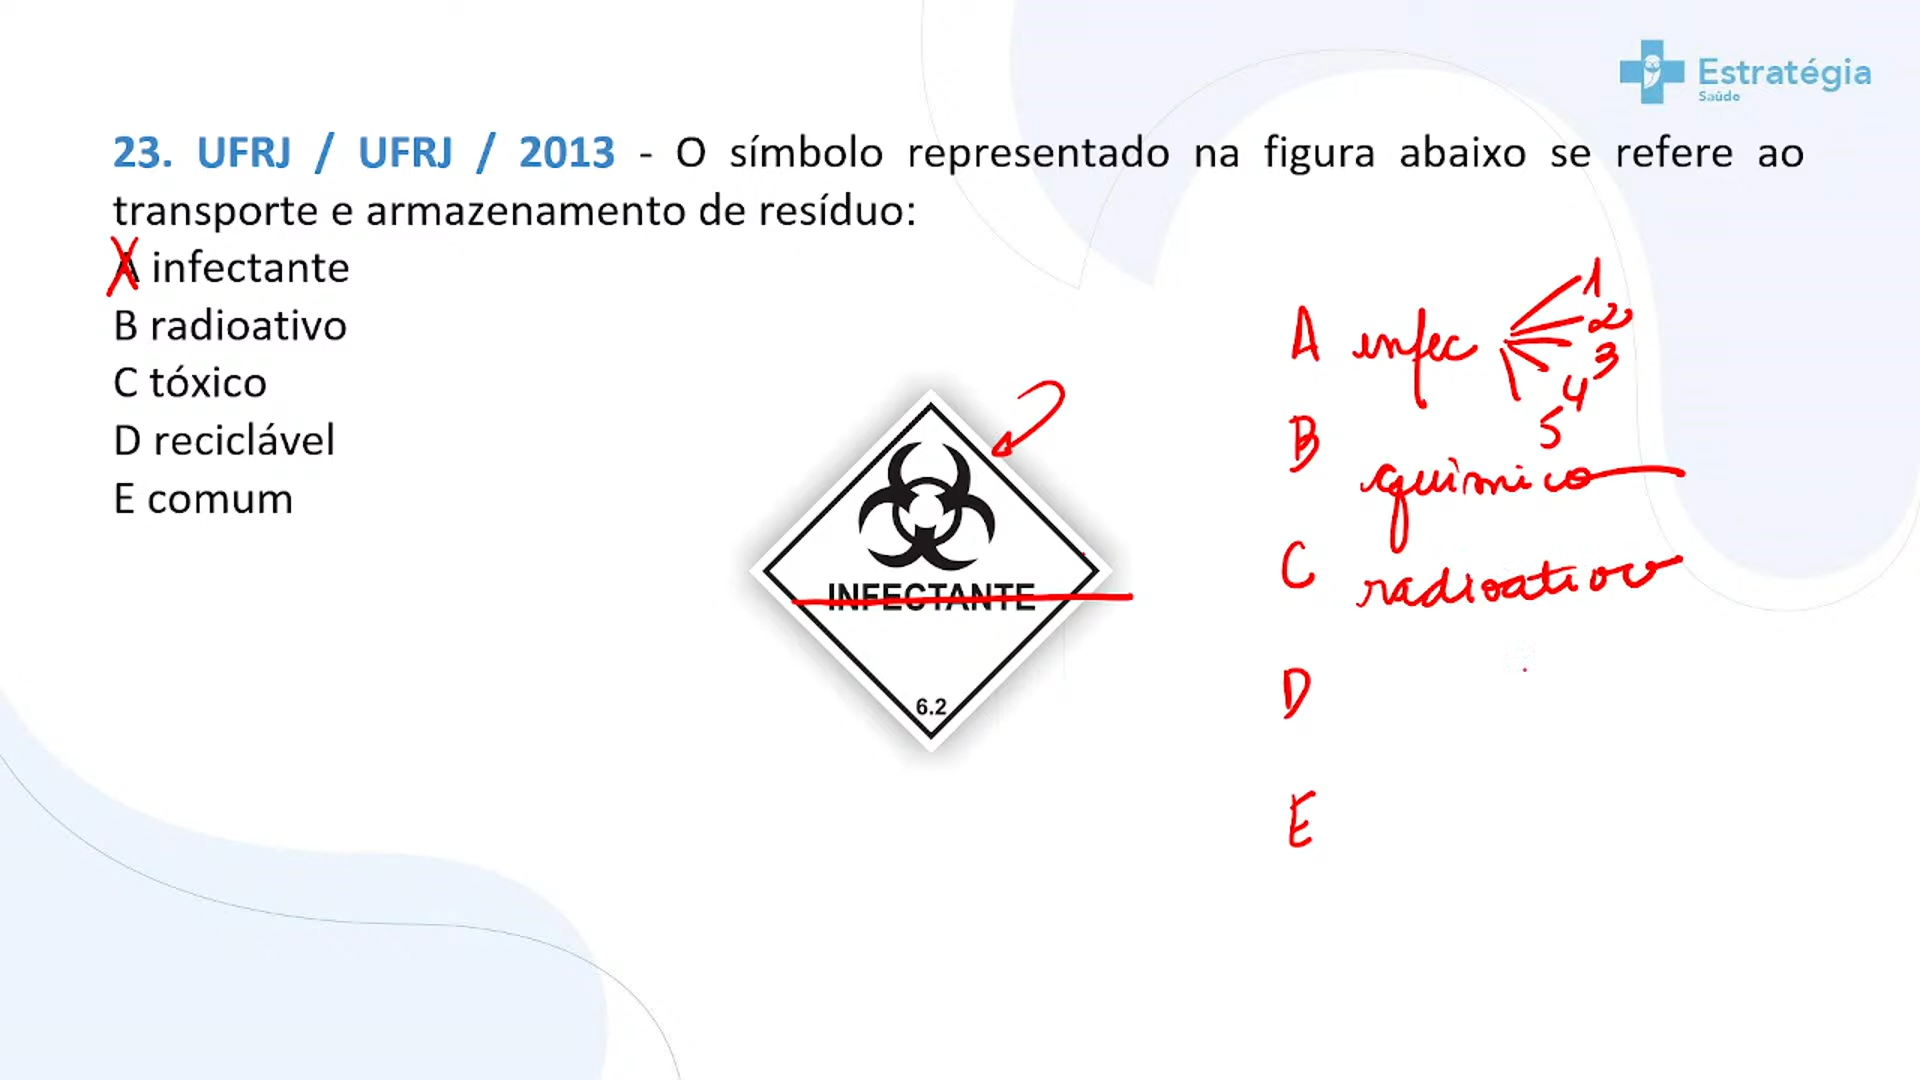 Estratégia
Saúde
23. UFRJ / UFRJ / 2013 - O símbolo representado na figura abaixo se refere ao
transporte e armazenamento de resíduo:
A infectante
B radioativo
C tóxico
D reciclável
E comum
INFECTANTE
6.2
A infec 1
2
3
4
5
B químico
C radioativo
D
E